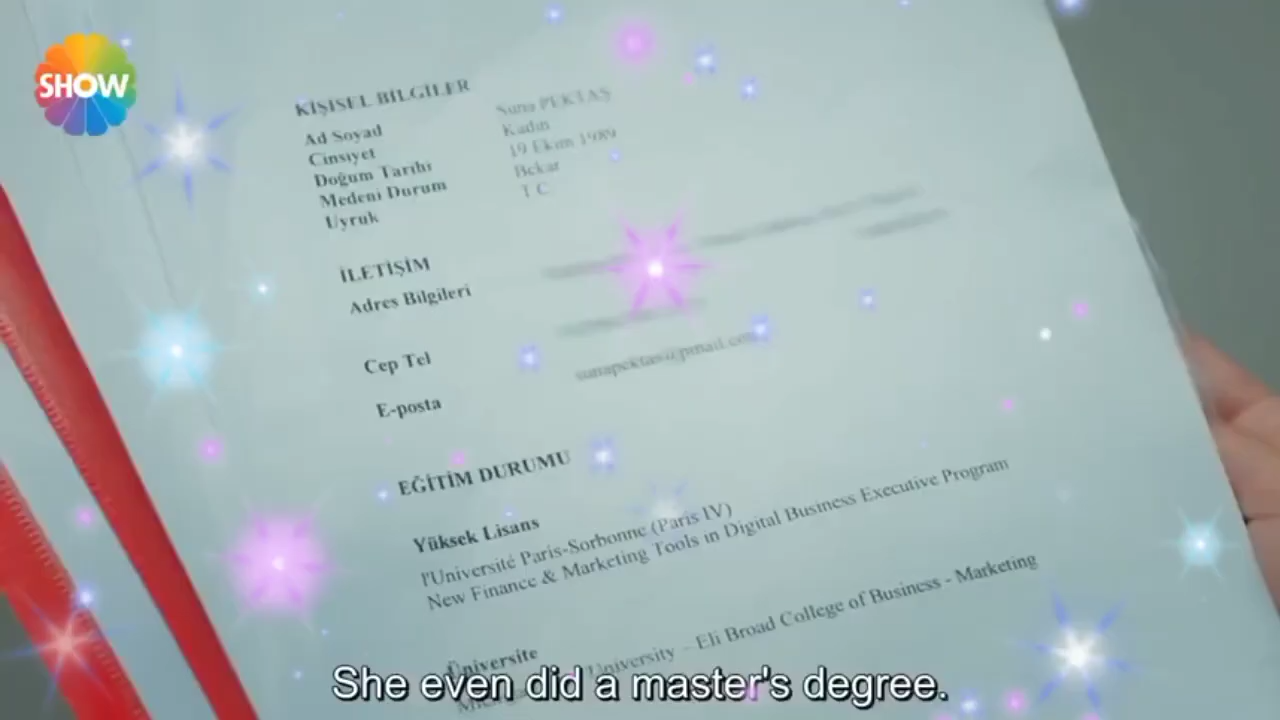 SHOW
KİŞİSEL BİLGİLER
Ad Soyad Suna PEKTAŞ
Cinsiyet Kadın
Doğum Tarihi 19 Ekim 1989
Medeni Durum Bekar
Uyruk T C
İLETİŞİM
Adres Bilgileri
Cep Tel
E-posta sunapektas@pmail.com
EĞİTİM DURUMU
Yüksek Lisans
l'Université Paris-Sorbonne (Paris IV)
New Finance & Marketing Tools in Digital Business Executive Program
Üniversite
University – Eli Broad College of Business - Marketing
She even did a master's degree.